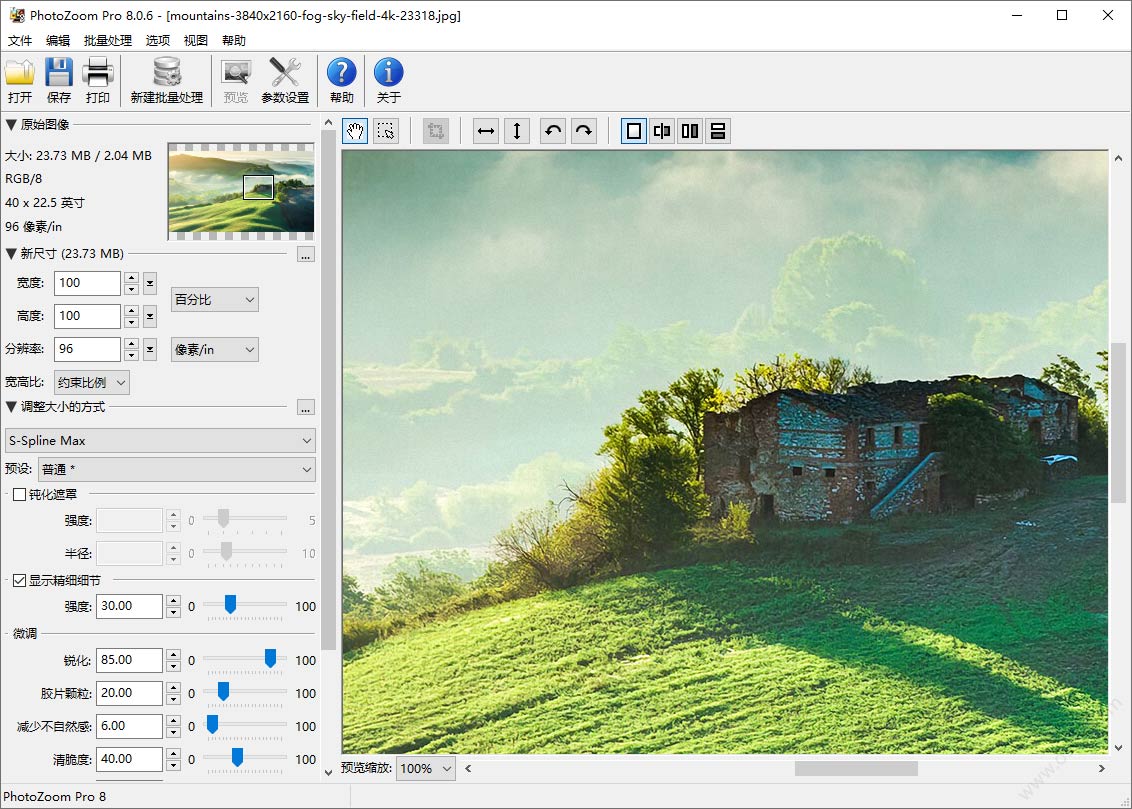 PhotoZoom Pro 8.0.6 - [mountains-3840x2160-fog-sky-field-4k-23318.jpg]
文件 编辑 批量处理 选项 视图 帮助
打开 保存 打印 新建批量处理 预览 参数设置 帮助 关于
原始图像
大小: 23.73 MB / 2.04 MB
RGB/8
40 x 22.5 英寸
96 像素/in
新尺寸 (23.73 MB) ...
宽度: 100
百分比
高度: 100
分辨率: 96 像素/in
宽高比: 约束比例
调整大小的方式 ...
S-Spline Max
预设: 普通 *
钝化遮罩
强度: 0 5
半径: 0 10
显示精细细节
强度: 30.00 0 100
微调
锐化: 85.00 0 100
胶片颗粒: 20.00 0 100
减少不自然感: 6.00 0 100
清脆度: 40.00 0 100
预览缩放: 100%
PhotoZoom Pro 8